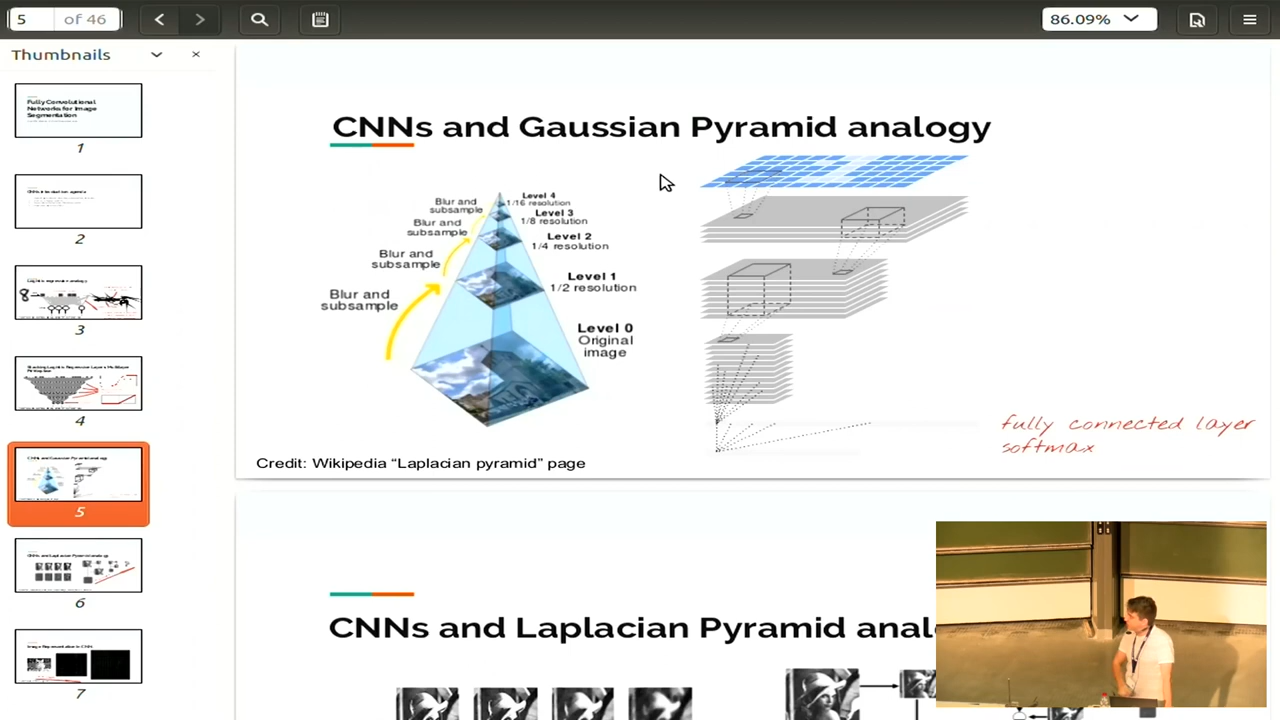 5 of 46
86.09%
Thumbnails
Fully Convolutional
Networks for Image
Segmentation
1
2
3
4
5
6
7
CNNs and Gaussian Pyramid analogy
Blur and
subsample
Level 4
1/16 resolution
Blur and
subsample
Level 3
1/8 resolution
Blur and
subsample
Level 2
1/4 resolution
Blur and
subsample
Level 1
1/2 resolution
Level 0
Original
image
fully connected layer
softmax
Credit: Wikipedia “Laplacian pyramid” page
CNNs and Laplacian Pyramid anal